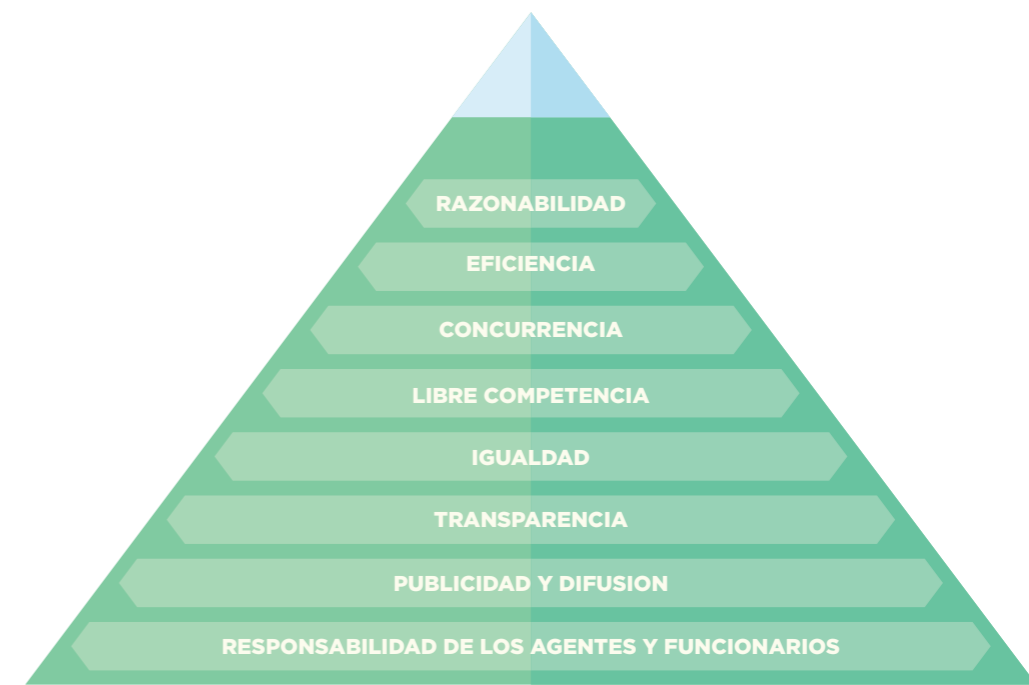 RAZONABILIDAD
EFICIENCIA
CONCURRENCIA
LIBRE COMPETENCIA
IGUALDAD
TRANSPARENCIA
PUBLICIDAD Y DIFUSION
RESPONSABILIDAD DE LOS AGENTES Y FUNCIONARIOS